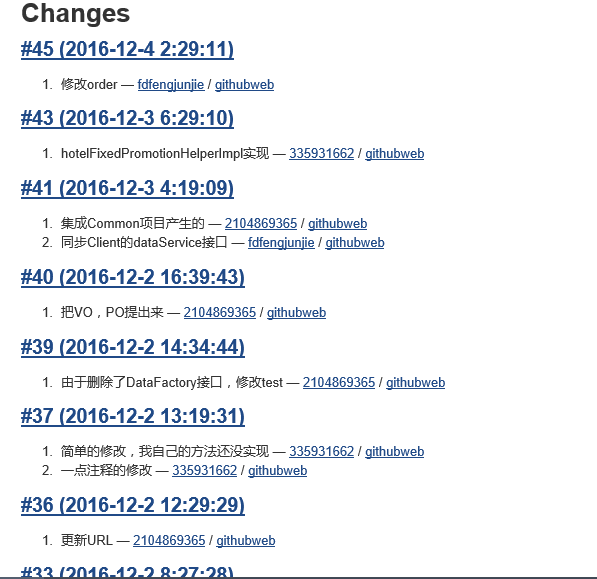 Changes
#45 (2016-12-4 2:29:11)
1. 修改order — fdfengjunjie / githubweb
#43 (2016-12-3 6:29:10)
1. hotelFixedPromotionHelperImpl实现 — 335931662 / githubweb
#41 (2016-12-3 4:19:09)
1. 集成Common项目产生的 — 2104869365 / githubweb
2. 同步Client的dataService接口 — fdfengjunjie / githubweb
#40 (2016-12-2 16:39:43)
1. 把VO，PO提出来 — 2104869365 / githubweb
#39 (2016-12-2 14:34:44)
1. 由于删除了DataFactory接口，修改test — 2104869365 / githubweb
#37 (2016-12-2 13:19:31)
1. 简单的修改，我自己的方法还没实现 — 335931662 / githubweb
2. 一点注释的修改 — 335931662 / githubweb
#36 (2016-12-2 12:29:29)
1. 更新URL — 2104869365 / githubweb
#33 (2016-12-2 8:27:28)